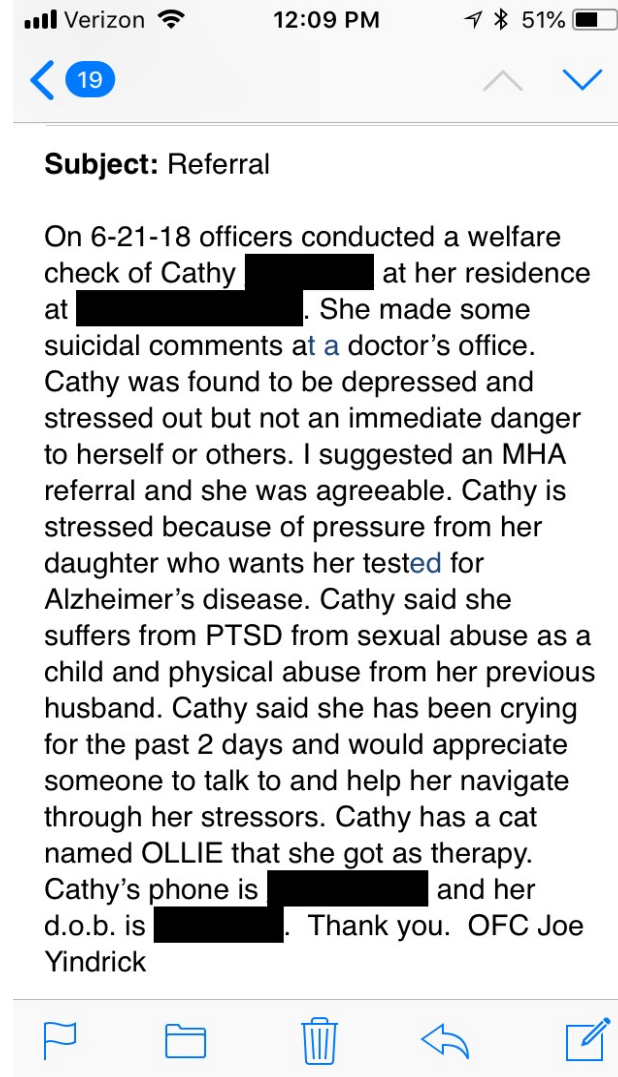 Verizon 12:09 PM 51%
19
Subject: Referral
On 6-21-18 officers conducted a welfare
check of Cathy at her residence
at . She made some
suicidal comments at a doctor’s office.
Cathy was found to be depressed and
stressed out but not an immediate danger
to herself or others. I suggested an MHA
referral and she was agreeable. Cathy is
stressed because of pressure from her
daughter who wants her tested for
Alzheimer’s disease. Cathy said she
suffers from PTSD from sexual abuse as a
child and physical abuse from her previous
husband. Cathy said she has been crying
for the past 2 days and would appreciate
someone to talk to and help her navigate
through her stressors. Cathy has a cat
named OLLIE that she got as therapy.
Cathy’s phone is and her
d.o.b. is . Thank you. OFC Joe
Yindrick